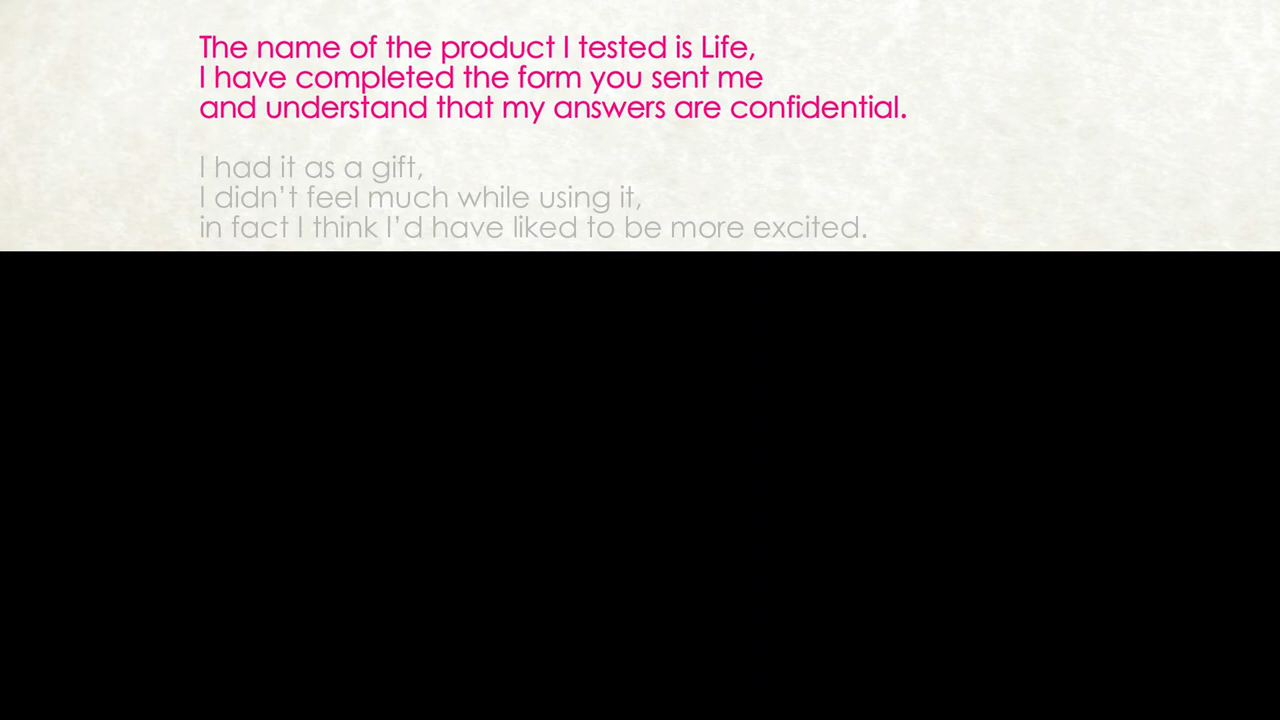 The name of the product I tested is Life,
I have completed the form you sent me
and understand that my answers are confidential.
I had it as a gift,
I didn’t feel much while using it,
in fact I think I’d have liked to be more excited.